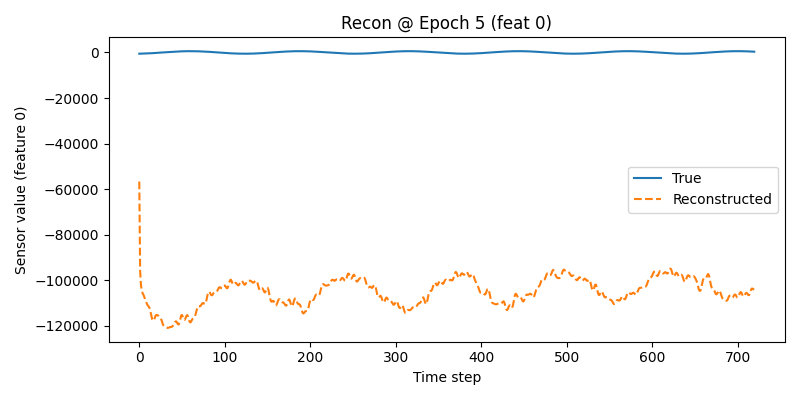 Recon @ Epoch 5 (feat 0)
Sensor value (feature 0)
0
−20000
−40000
−60000
−80000
−100000
−120000
True
Reconstructed
0 100 200 300 400 500 600 700
Time step